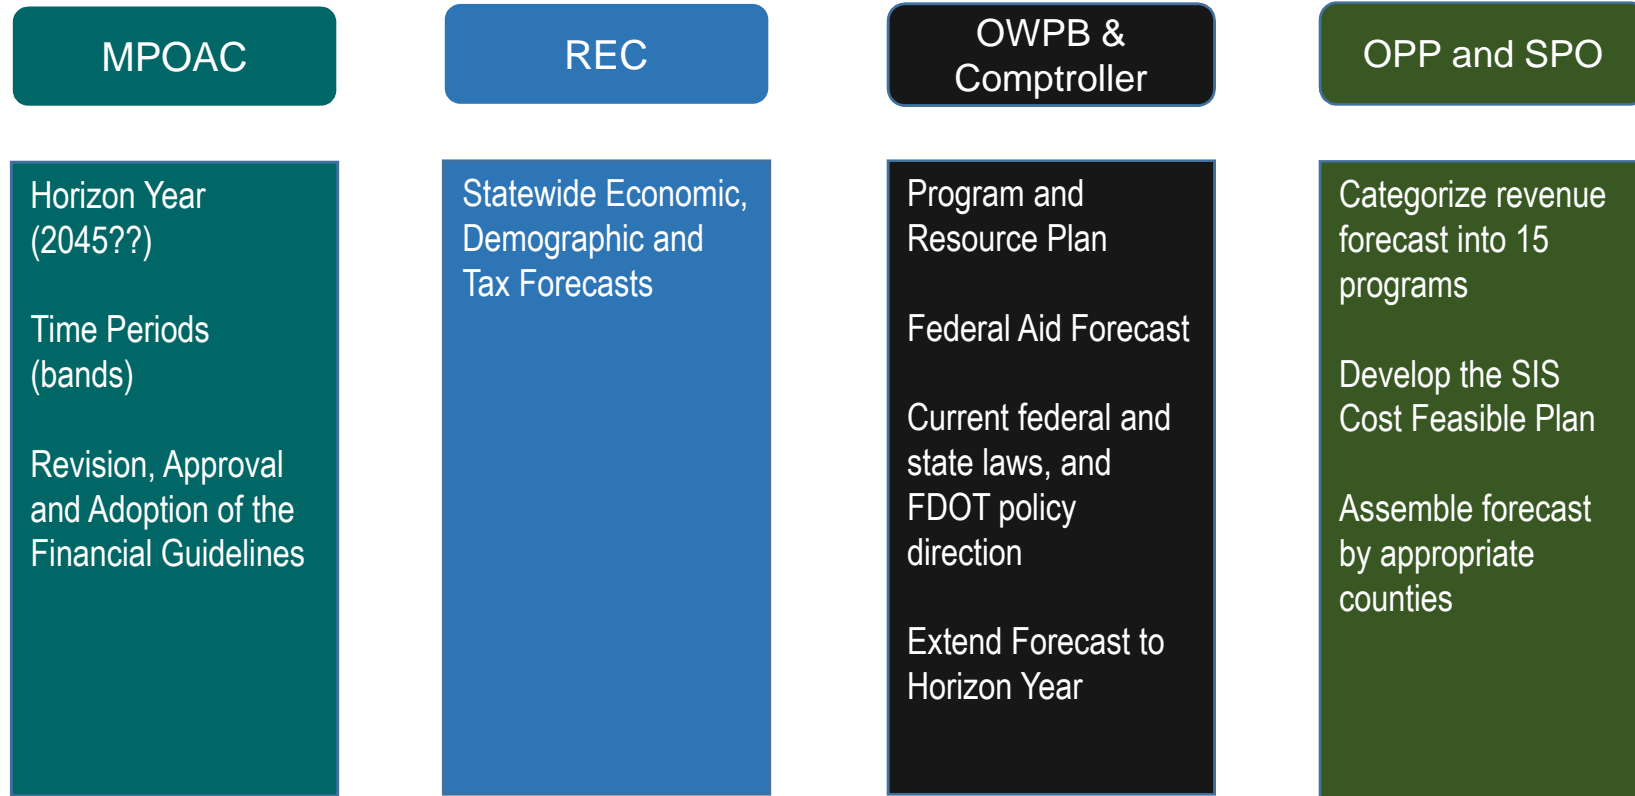 MPOAC
Horizon Year
(2045??)
Time Periods
(bands)
Revision, Approval
and Adoption of the
Financial Guidelines
REC
Statewide Economic,
Demographic and
Tax Forecasts
OWPB &
Comptroller
Program and
Resource Plan
Federal Aid Forecast
Current federal and
state laws, and
FDOT policy
direction
Extend Forecast to
Horizon Year
OPP and SPO
Categorize revenue
forecast into 15
programs
Develop the SIS
Cost Feasible Plan
Assemble forecast
by appropriate
counties